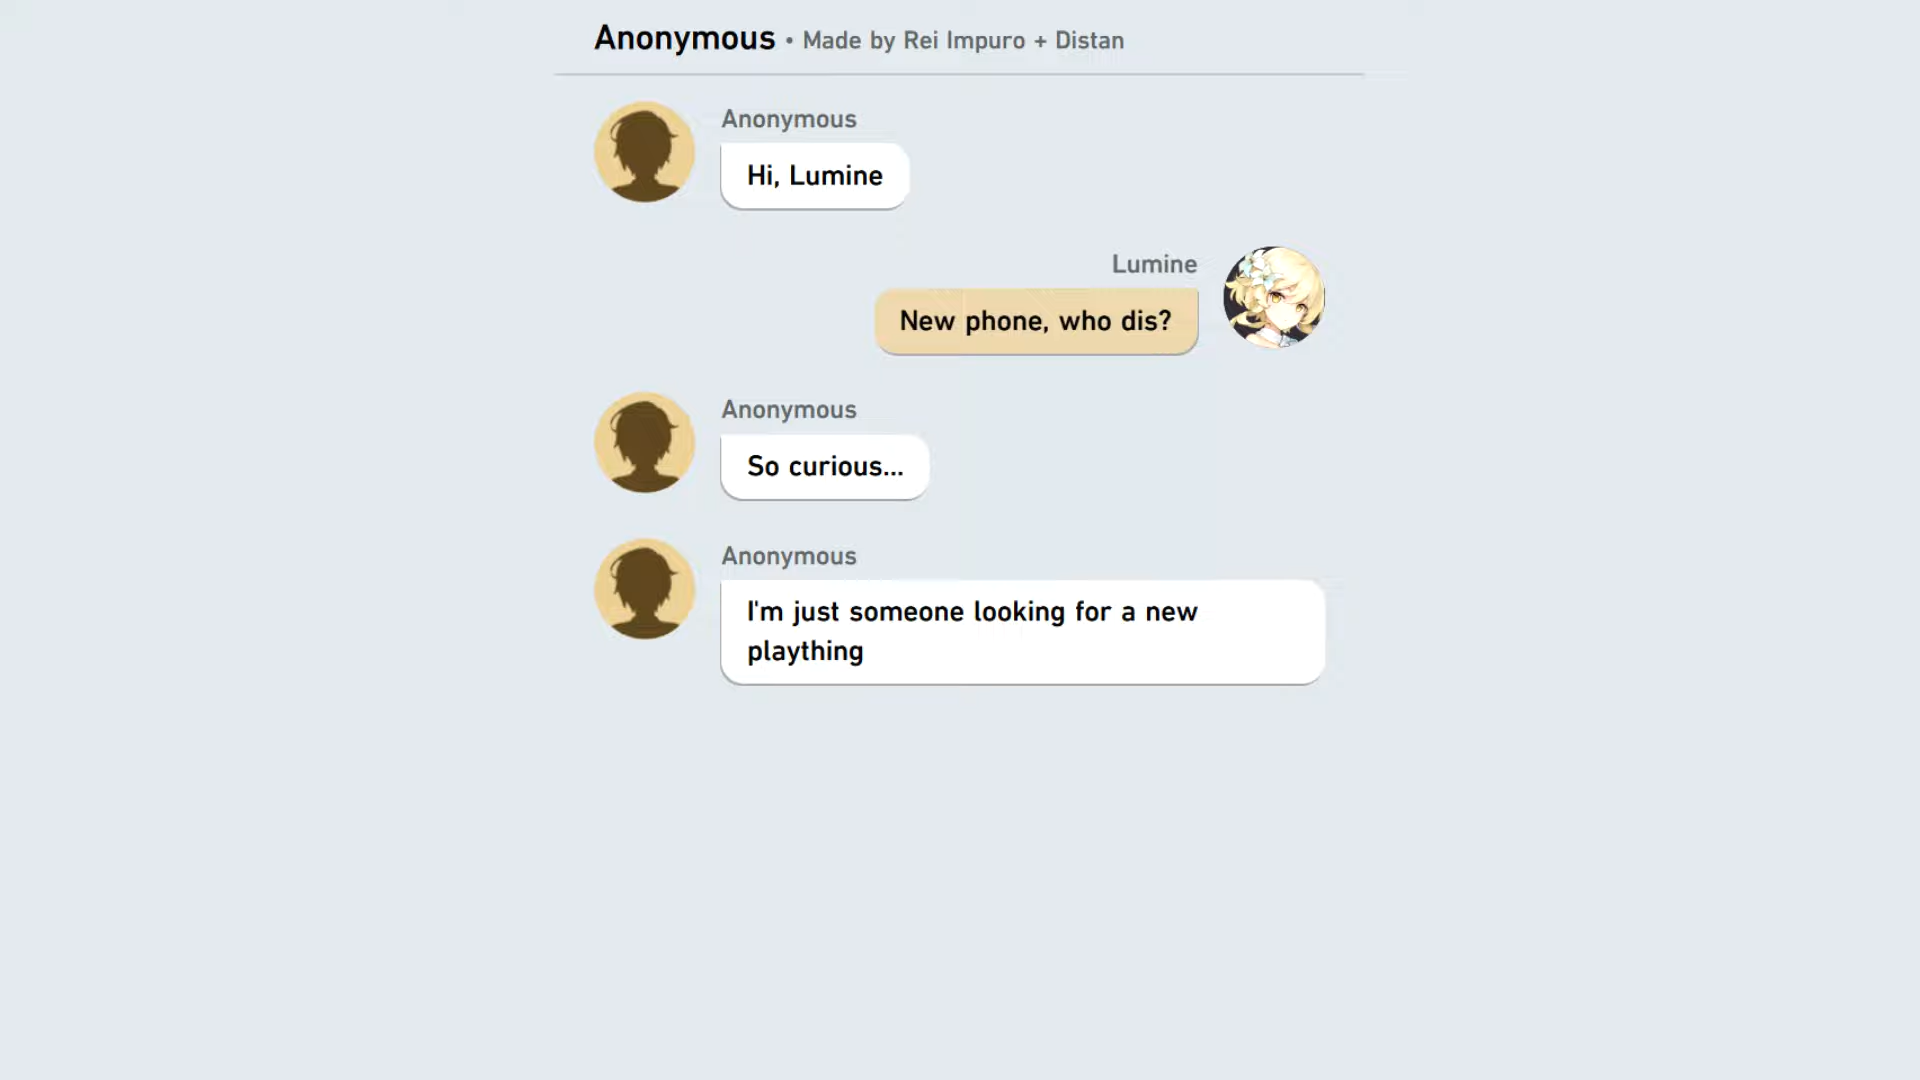 Anonymous • Made by Rei Impuro + Distan
Anonymous
Hi, Lumine
Lumine
New phone, who dis?
Anonymous
So curious...
Anonymous
I'm just someone looking for a new
plaything